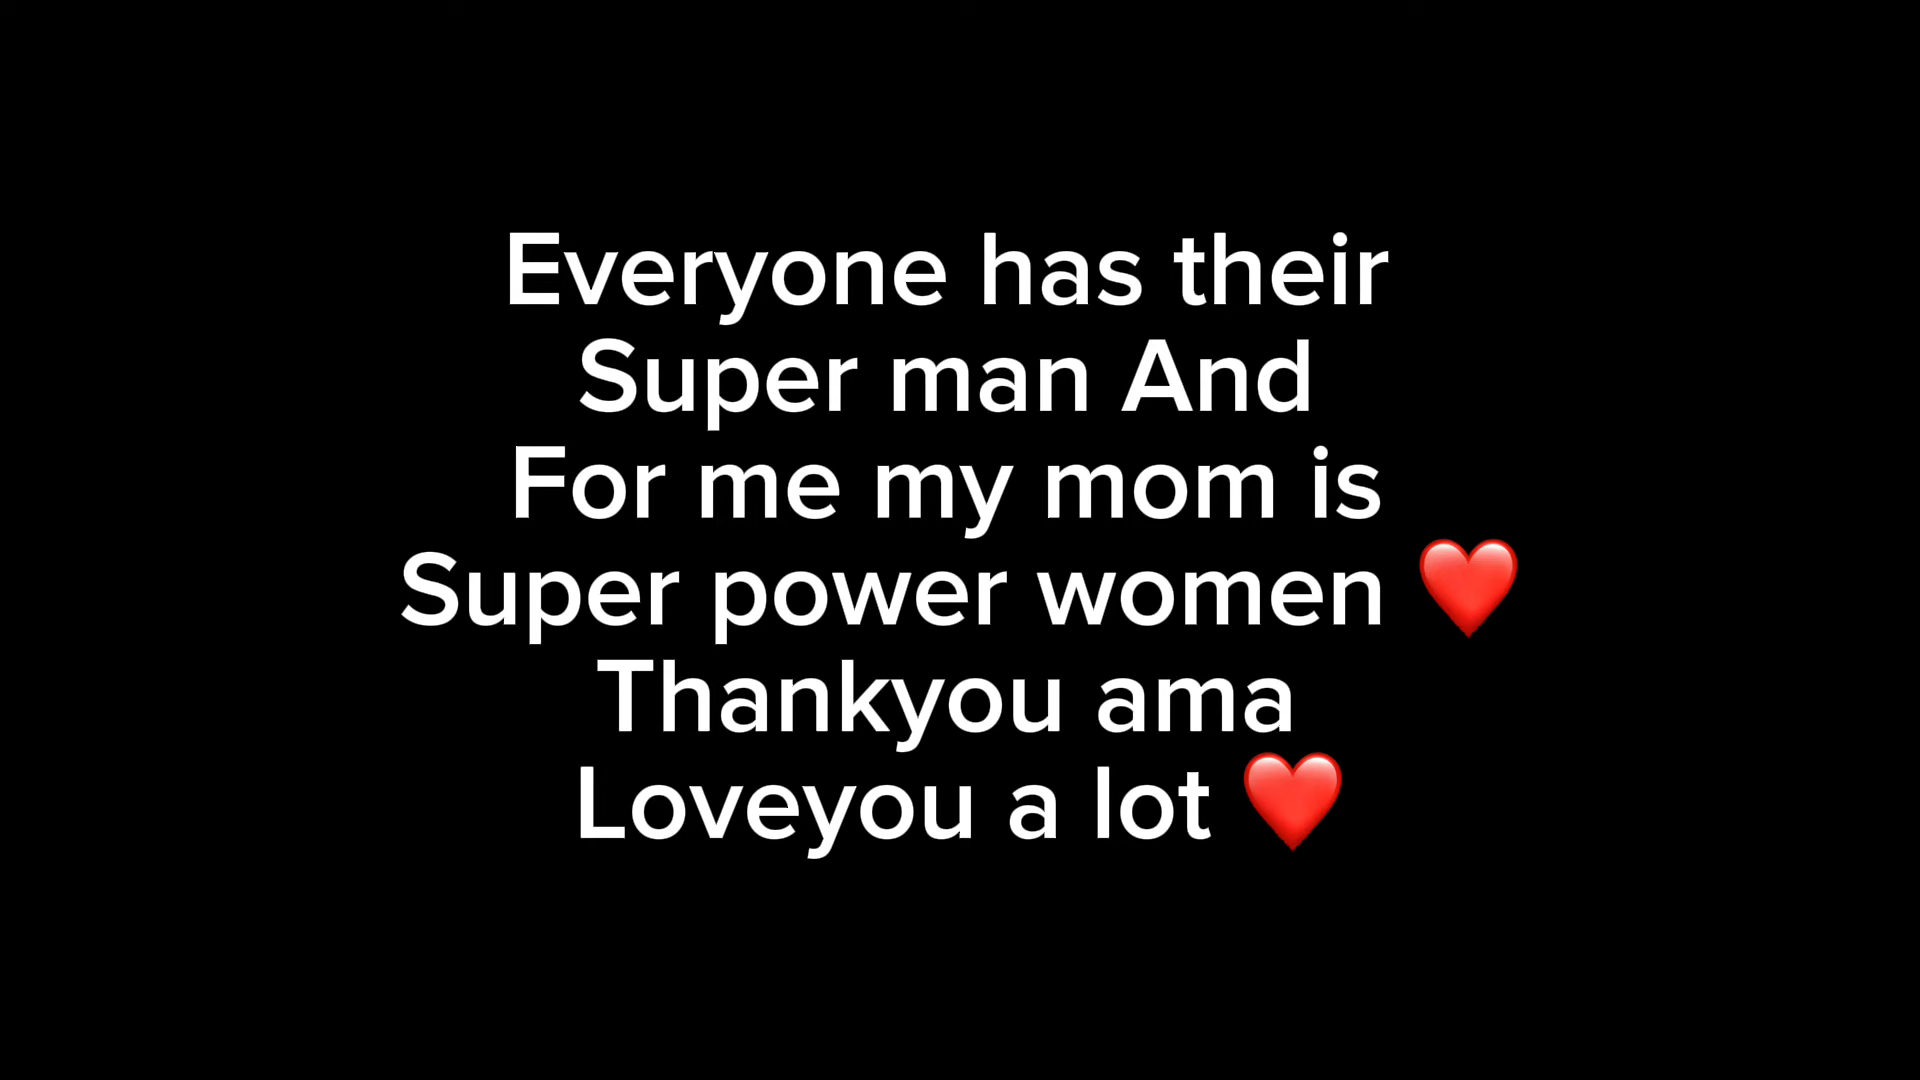 Everyone has their
Super man And
For me my mom is
Super power women ❤️
Thankyou ama
Loveyou a lot ❤️